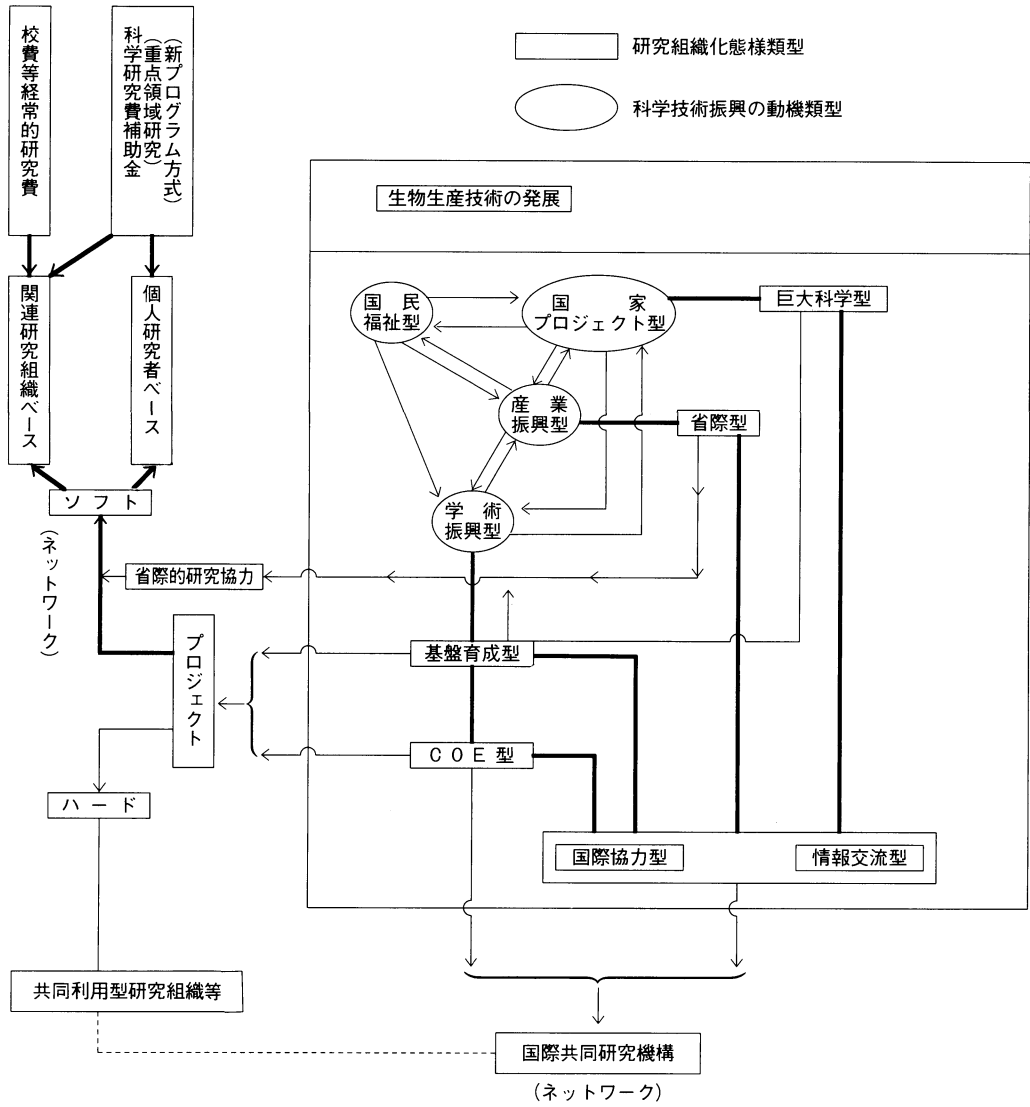 校費等経常的研究費
科学研究費補助金
(重点領域研究)
(新プログラム方式)
研究組織化態様類型
科学技術振興の動機類型
生物生産技術の発展
関連研究組織ベース
個人研究者ベース
国民
福祉型
国家
プロジェクト型
巨大科学型
産業
振興型
省際型
ソフト
(ネットワーク)
学術
振興型
省際的研究協力
プロジェクト
基盤育成型
COE型
ハード
国際協力型
情報交流型
共同利用型研究組織等
国際共同研究機構
(ネットワーク)